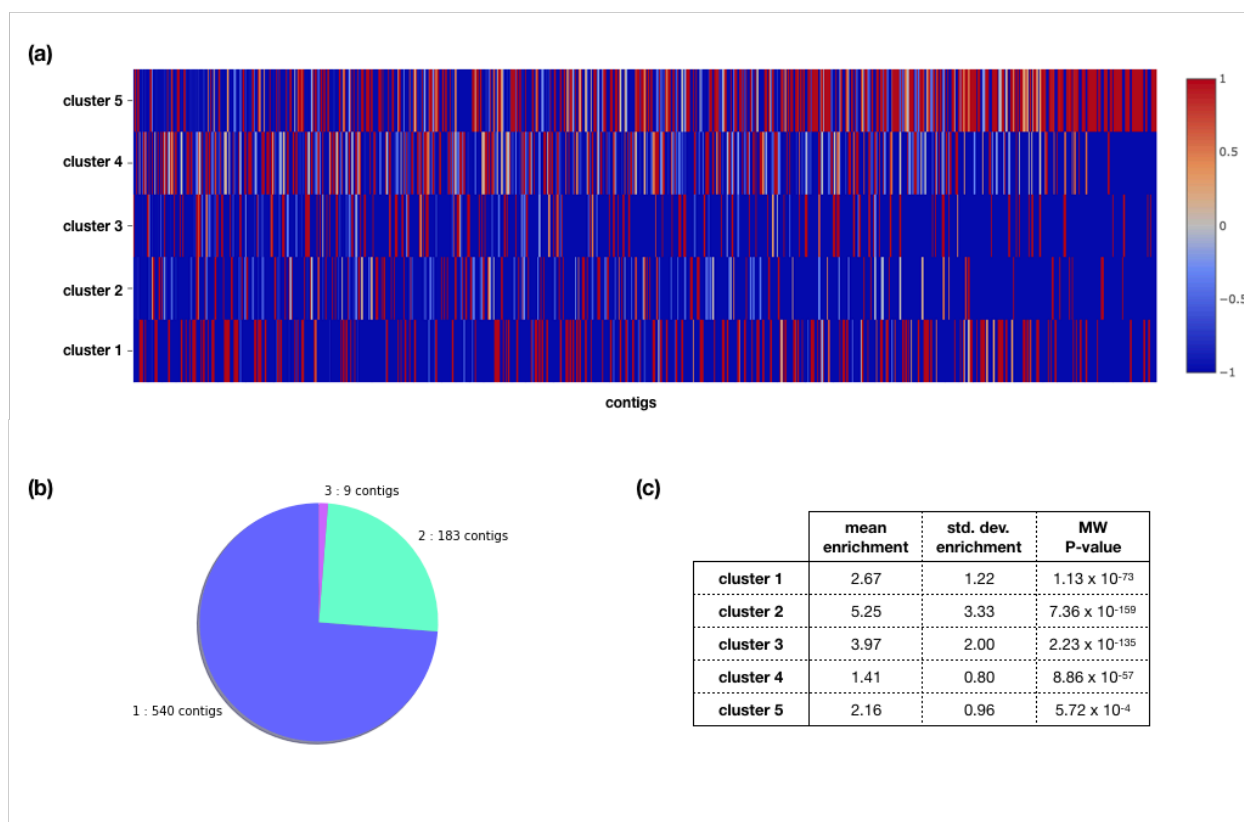 (a)
cluster 5
cluster 4
cluster 3
cluster 2
cluster 1
contigs
1
0.5
0
−0.5
−1
(b)
3 : 9 contigs
2 : 183 contigs
1 : 540 contigs
(c)
mean enrichment std. dev. enrichment MW P-value
cluster 1 2.67 1.22 1.13 x 10⁻⁷³
cluster 2 5.25 3.33 7.36 x 10⁻¹⁵⁹
cluster 3 3.97 2.00 2.23 x 10⁻¹³⁵
cluster 4 1.41 0.80 8.86 x 10⁻⁵⁷
cluster 5 2.16 0.96 5.72 x 10⁻⁴